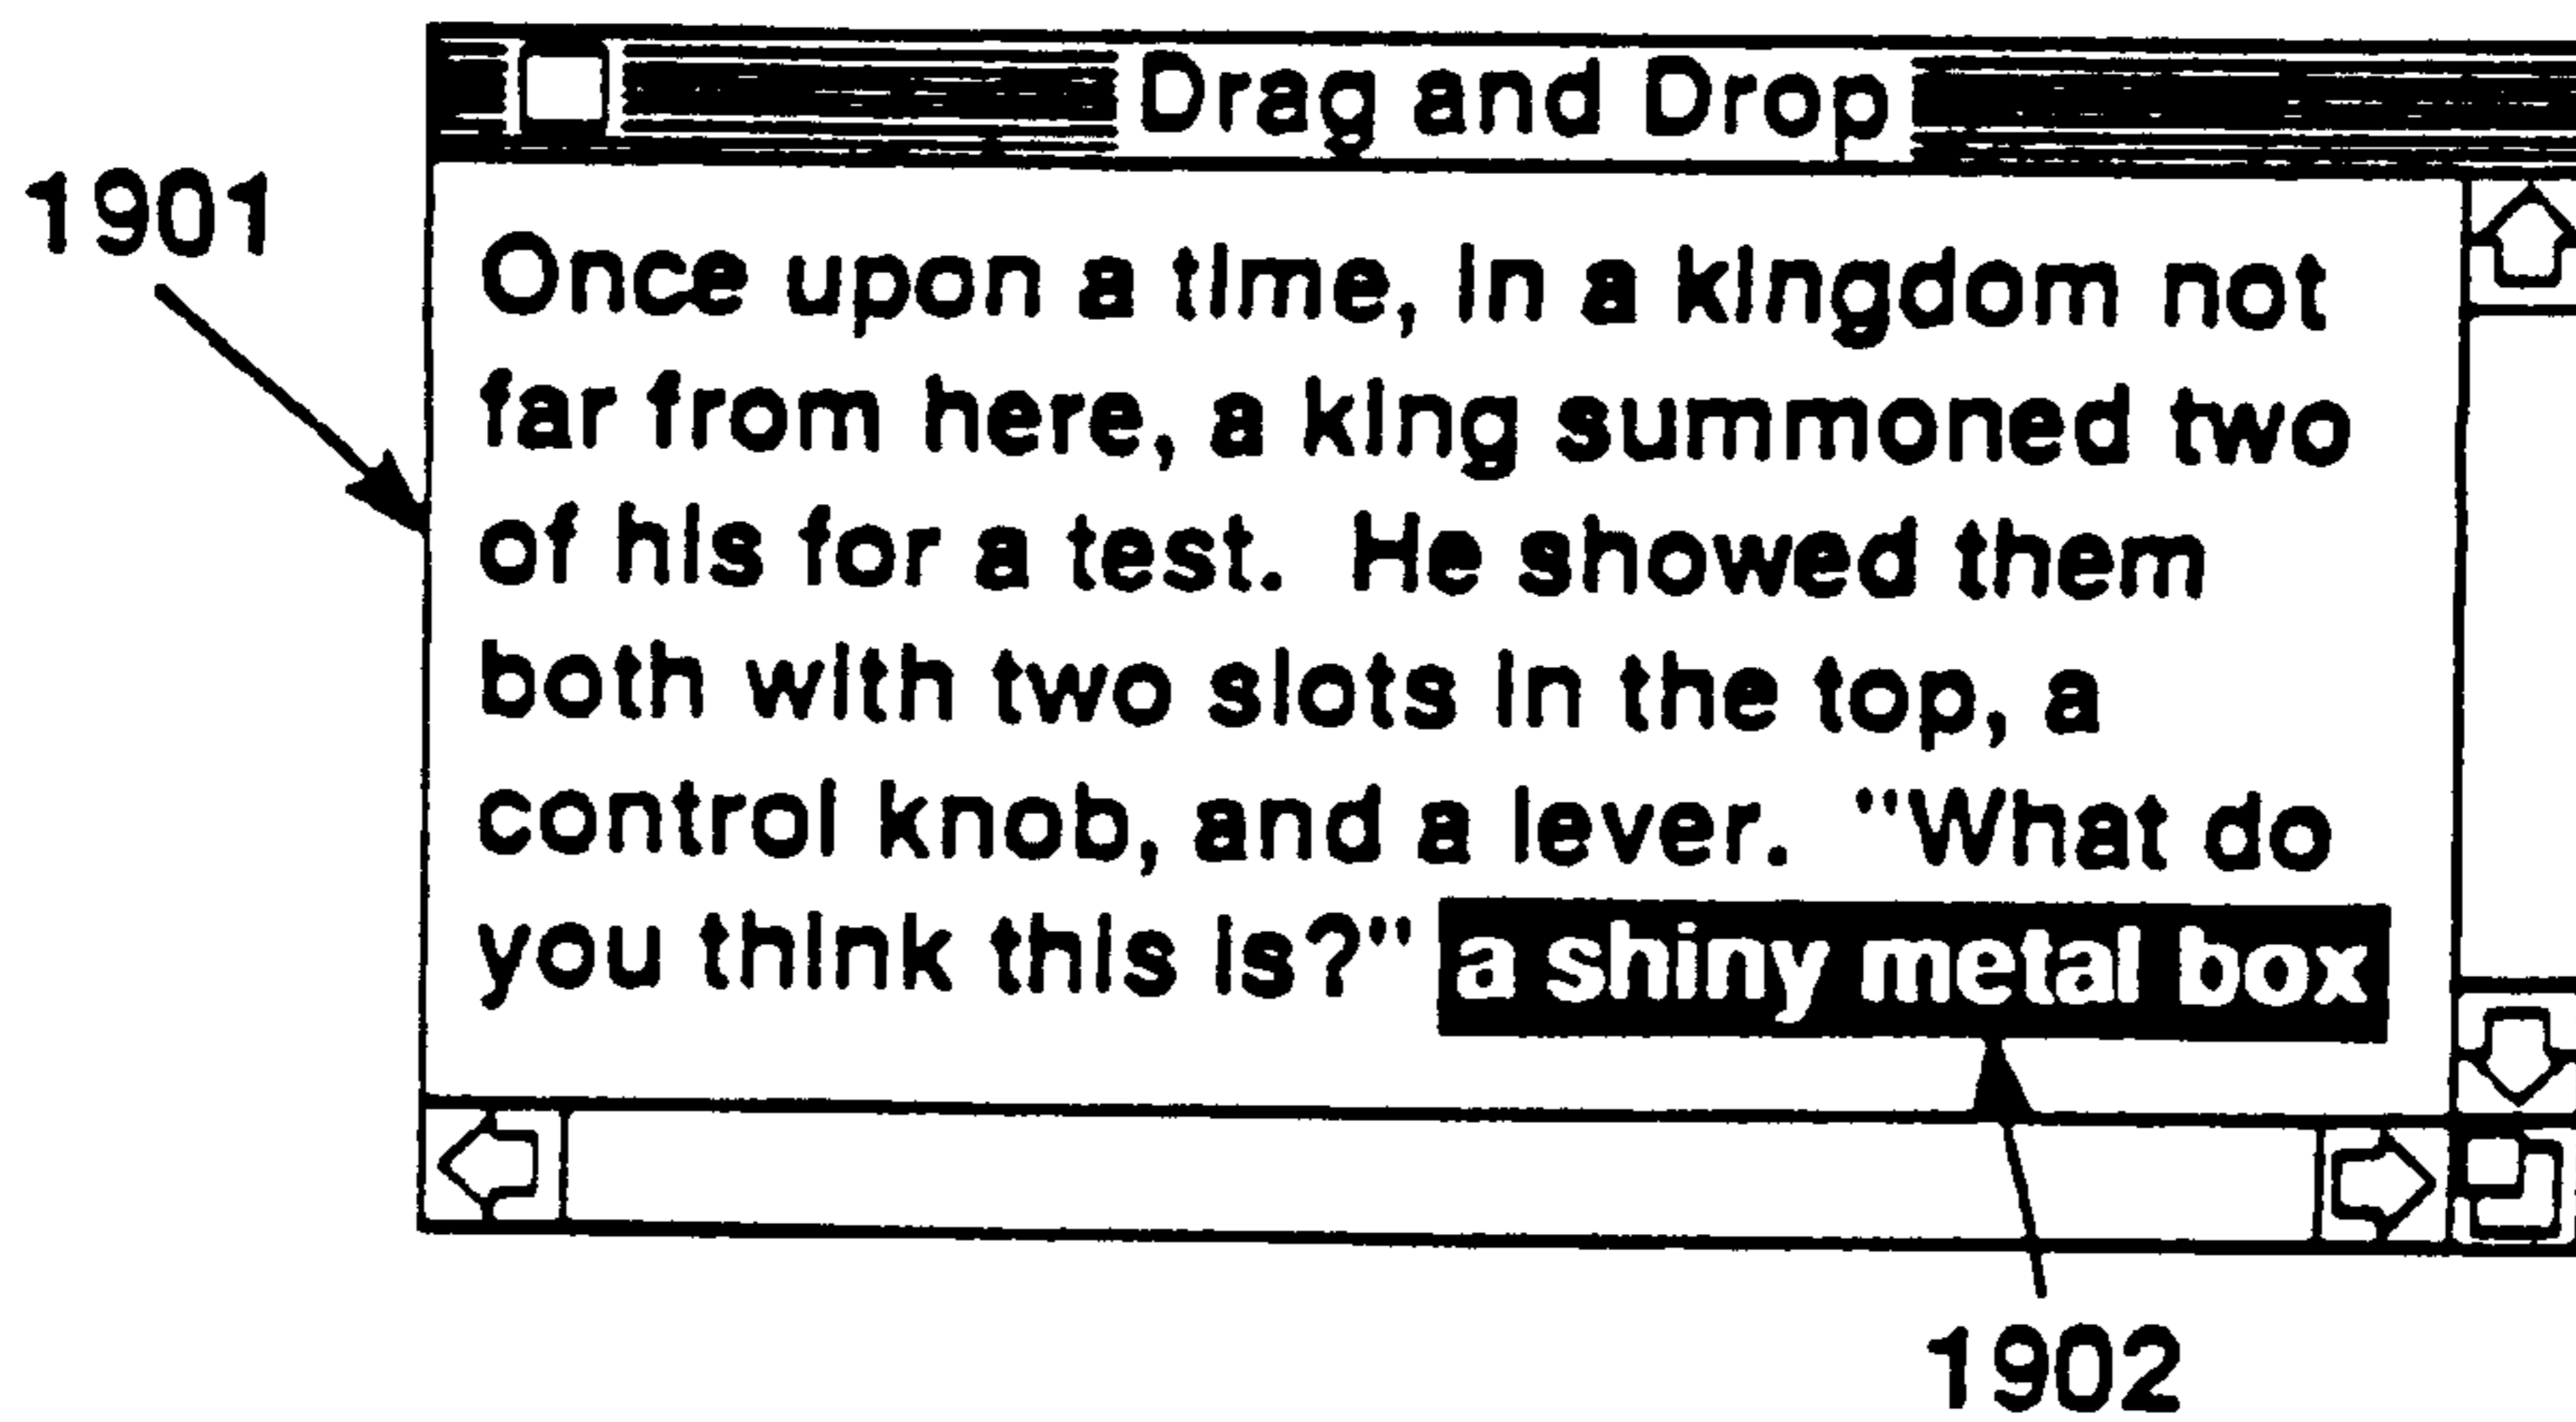 Drag and Drop
1901
Once upon a time, in a kingdom not
far from here, a king summoned two
of his for a test.  He showed them
both with two slots in the top, a
control knob, and a lever.  "What do
you think this is?" a shiny metal box
1902